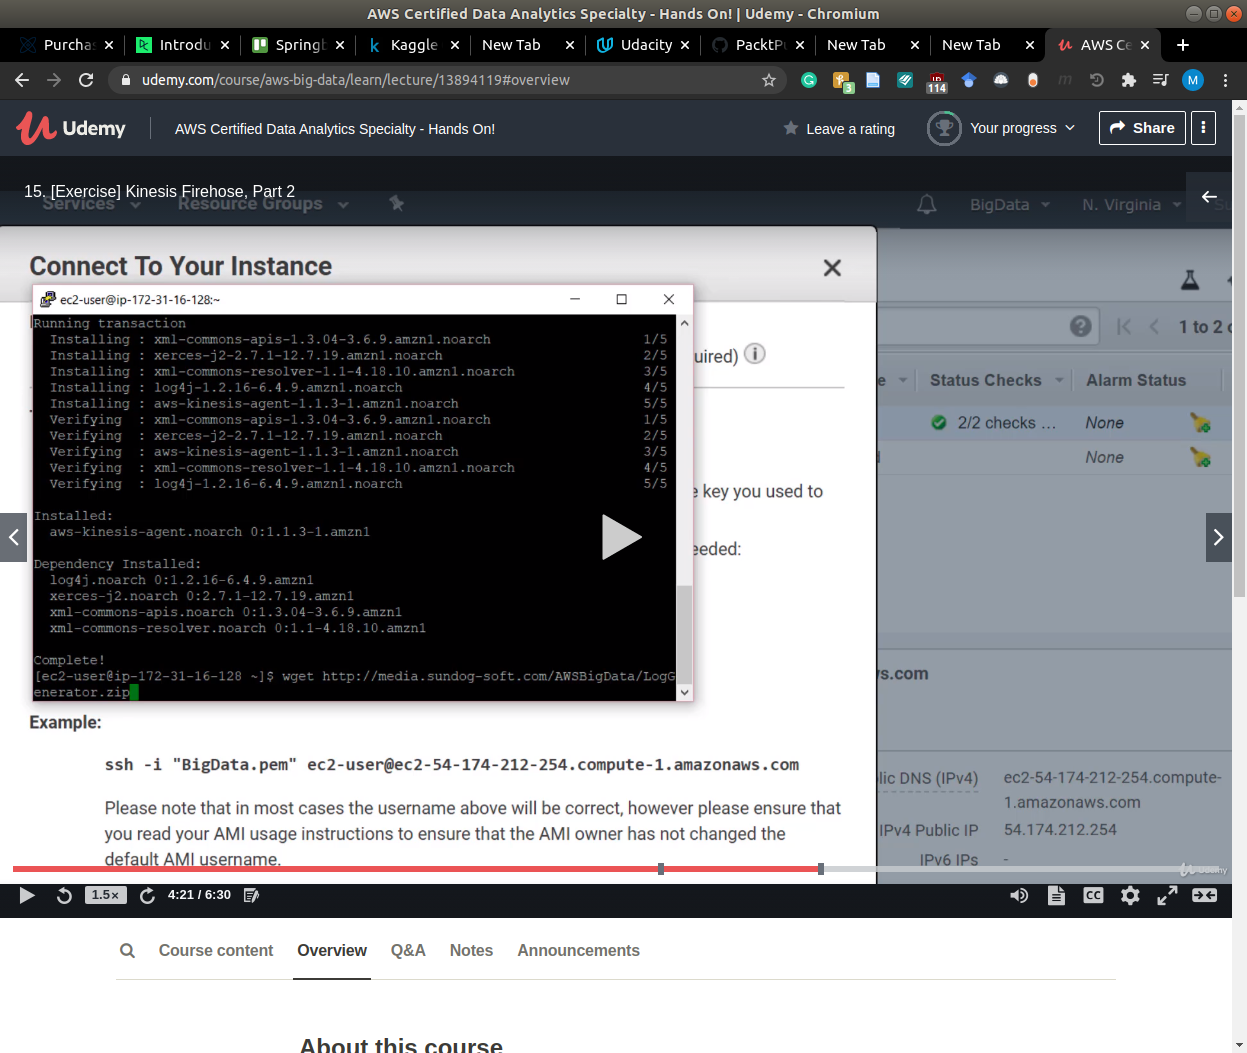 AWS Certified Data Analytics Specialty - Hands On! | Udemy - Chromium
Purcha
Introdu
Springb
Kaggle
New Tab
Udacity
PacktP
New Tab
New Tab
AWS Ce
udemy.com/course/aws-big-data/learn/lecture/13894119#overview
3
114
M
Udemy
AWS Certified Data Analytics Specialty - Hands On!
Leave a rating
Your progress
Share
15. [Exercise] Kinesis Firehose, Part 2
Services
Resource Groups
BigData
N. Virginia
Su
Connect To Your Instance
ec2-user@ip-172-31-16-128:~
Running transaction
Installing : xml-commons-apis-1.3.04-3.6.9.amzn1.noarch 1/5
Installing : xerces-j2-2.7.1-12.7.19.amzn1.noarch 2/5
Installing : xml-commons-resolver-1.1-4.18.10.amzn1.noarch 3/5
Installing : log4j-1.2.16-6.4.9.amzn1.noarch 4/5
Installing : aws-kinesis-agent-1.1.3-1.amzn1.noarch 5/5
Verifying : xml-commons-apis-1.3.04-3.6.9.amzn1.noarch 1/5
Verifying : xerces-j2-2.7.1-12.7.19.amzn1.noarch 2/5
Verifying : aws-kinesis-agent-1.1.3-1.amzn1.noarch 3/5
Verifying : xml-commons-resolver-1.1-4.18.10.amzn1.noarch 4/5
Verifying : log4j-1.2.16-6.4.9.amzn1.noarch 5/5
Installed:
aws-kinesis-agent.noarch 0:1.1.3-1.amzn1
Dependency Installed:
log4j.noarch 0:1.2.16-6.4.9.amzn1
xerces-j2.noarch 0:2.7.1-12.7.19.amzn1
xml-commons-apis.noarch 0:1.3.04-3.6.9.amzn1
xml-commons-resolver.noarch 0:1.1-4.18.10.amzn1
Complete!
[ec2-user@ip-172-31-16-128 ~]$ wget http://media.sundog-soft.com/AWSBigData/LogG
enerator.zip
uired)
e key you used to
eeded:
1 to 2 o
e
Status Checks
Alarm Status
2/2 checks ...
None
d
None
vs.com
Example:
ssh -i "BigData.pem" ec2-user@ec2-54-174-212-254.compute-1.amazonaws.com
Please note that in most cases the username above will be correct, however please ensure that
you read your AMI usage instructions to ensure that the AMI owner has not changed the
default AMI username.
lic DNS (IPv4)
ec2-54-174-212-254.compute-
1.amazonaws.com
IPv4 Public IP
54.174.212.254
IPv6 IPs
-
Udemy
1.5×
4:21 / 6:30
CC
Course content
Overview
Q&A
Notes
Announcements
About this course